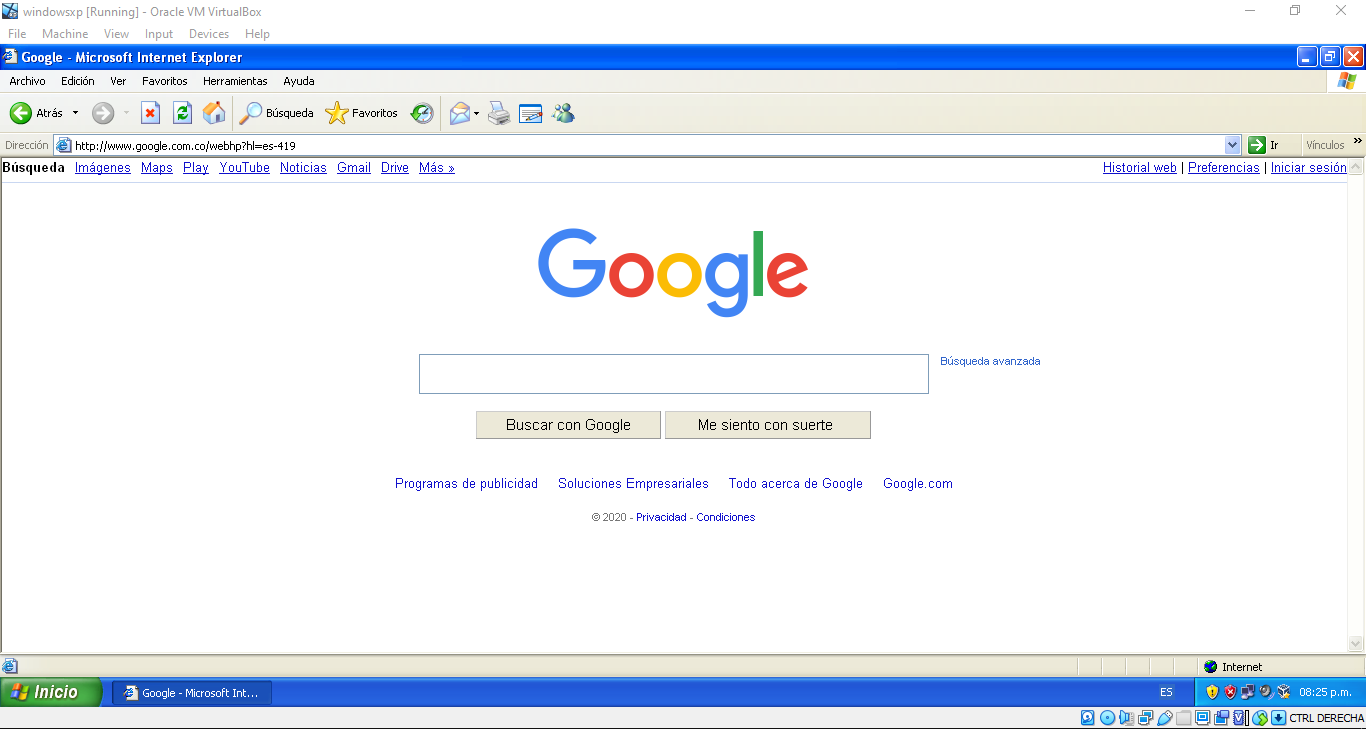 windowsxp [Running] - Oracle VM VirtualBox
File Machine View Input Devices Help
Google - Microsoft Internet Explorer
Archivo Edición Ver Favoritos Herramientas Ayuda
Atrás Búsqueda Favoritos
Dirección http://www.google.com.co/webhp?hl=es-419 Ir Vínculos »
Búsqueda Imágenes Maps Play YouTube Noticias Gmail Drive Más » Historial web | Preferencias | Iniciar sesión
Google
Búsqueda avanzada
Buscar con Google Me siento con suerte
Programas de publicidad Soluciones Empresariales Todo acerca de Google Google.com
© 2020 - Privacidad - Condiciones
Internet
Inicio Google - Microsoft Int... ES 08:25 p.m.
CTRL DERECHA